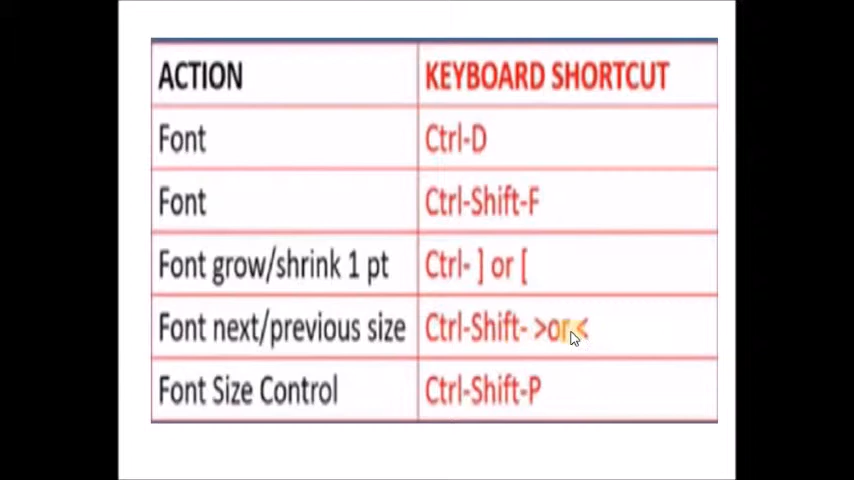 ACTION KEYBOARD SHORTCUT
Font Ctrl-D
Font Ctrl-Shift-F
Font grow/shrink 1 pt Ctrl- ] or [
Font next/previous size Ctrl-Shift- >or <
Font Size Control Ctrl-Shift-P